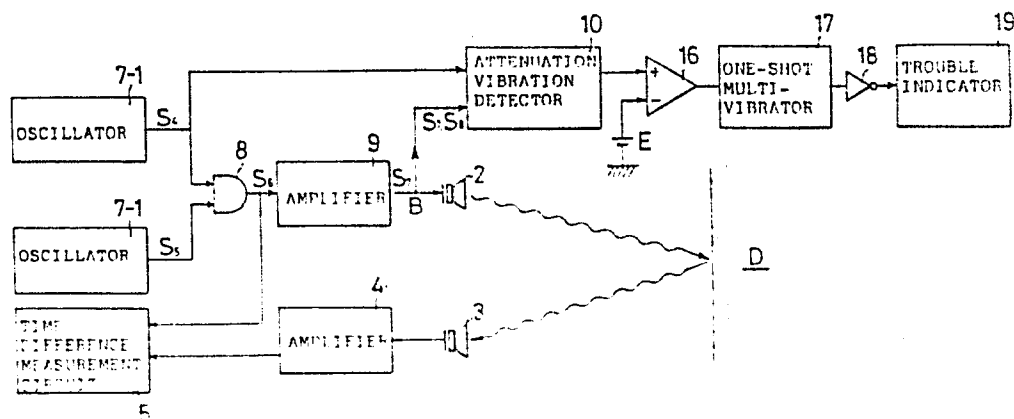 10
17
19
ATTENUATION
VIBRATION
DETECTOR
+
−
16
ONE-SHOT
MULTI-
VIBRATOR
18
TROUBLE
INDICATOR
7-1
OSCILLATOR
S4
S7 S8
E
8
9
S6
AMPLIFIER
S7
B
2
7-1
OSCILLATOR
S5
D
4
3
AMPLIFIER
TIME
DIFFERENCE
MEASUREMENT
CIRCUIT
5